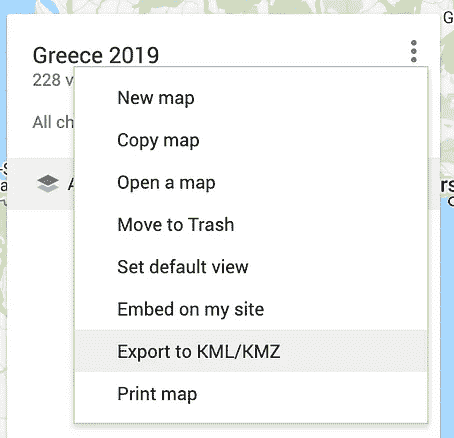 Greece 2019
228 v
All ch
New map
Copy map
Open a map
Move to Trash
Set default view
Embed on my site
Export to KML/KMZ
Print map